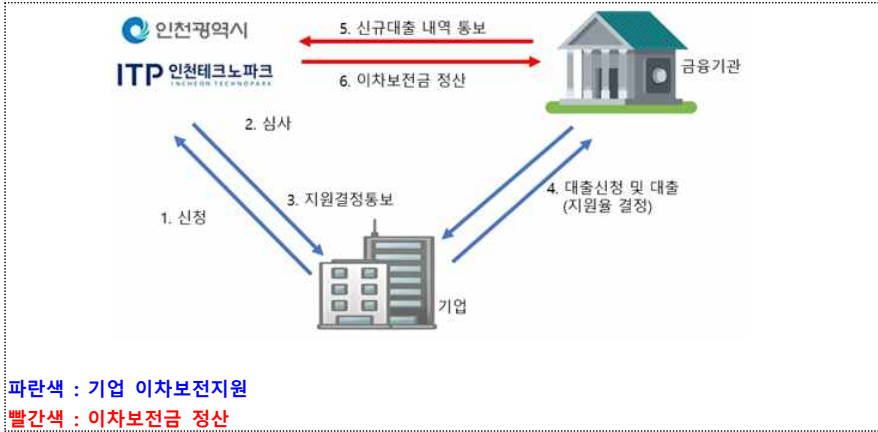 인천광역시
ITP 인천테크노파크
INCHEON TECHNOPARK
5. 신규대출 내역 통보
6. 이차보전금 정산
금융기관
2. 심사
3. 지원결정통보
1. 신청
4. 대출신청 및 대출
(지원율 결정)
기업
파란색 : 기업 이차보전지원
빨간색 : 이차보전금 정산